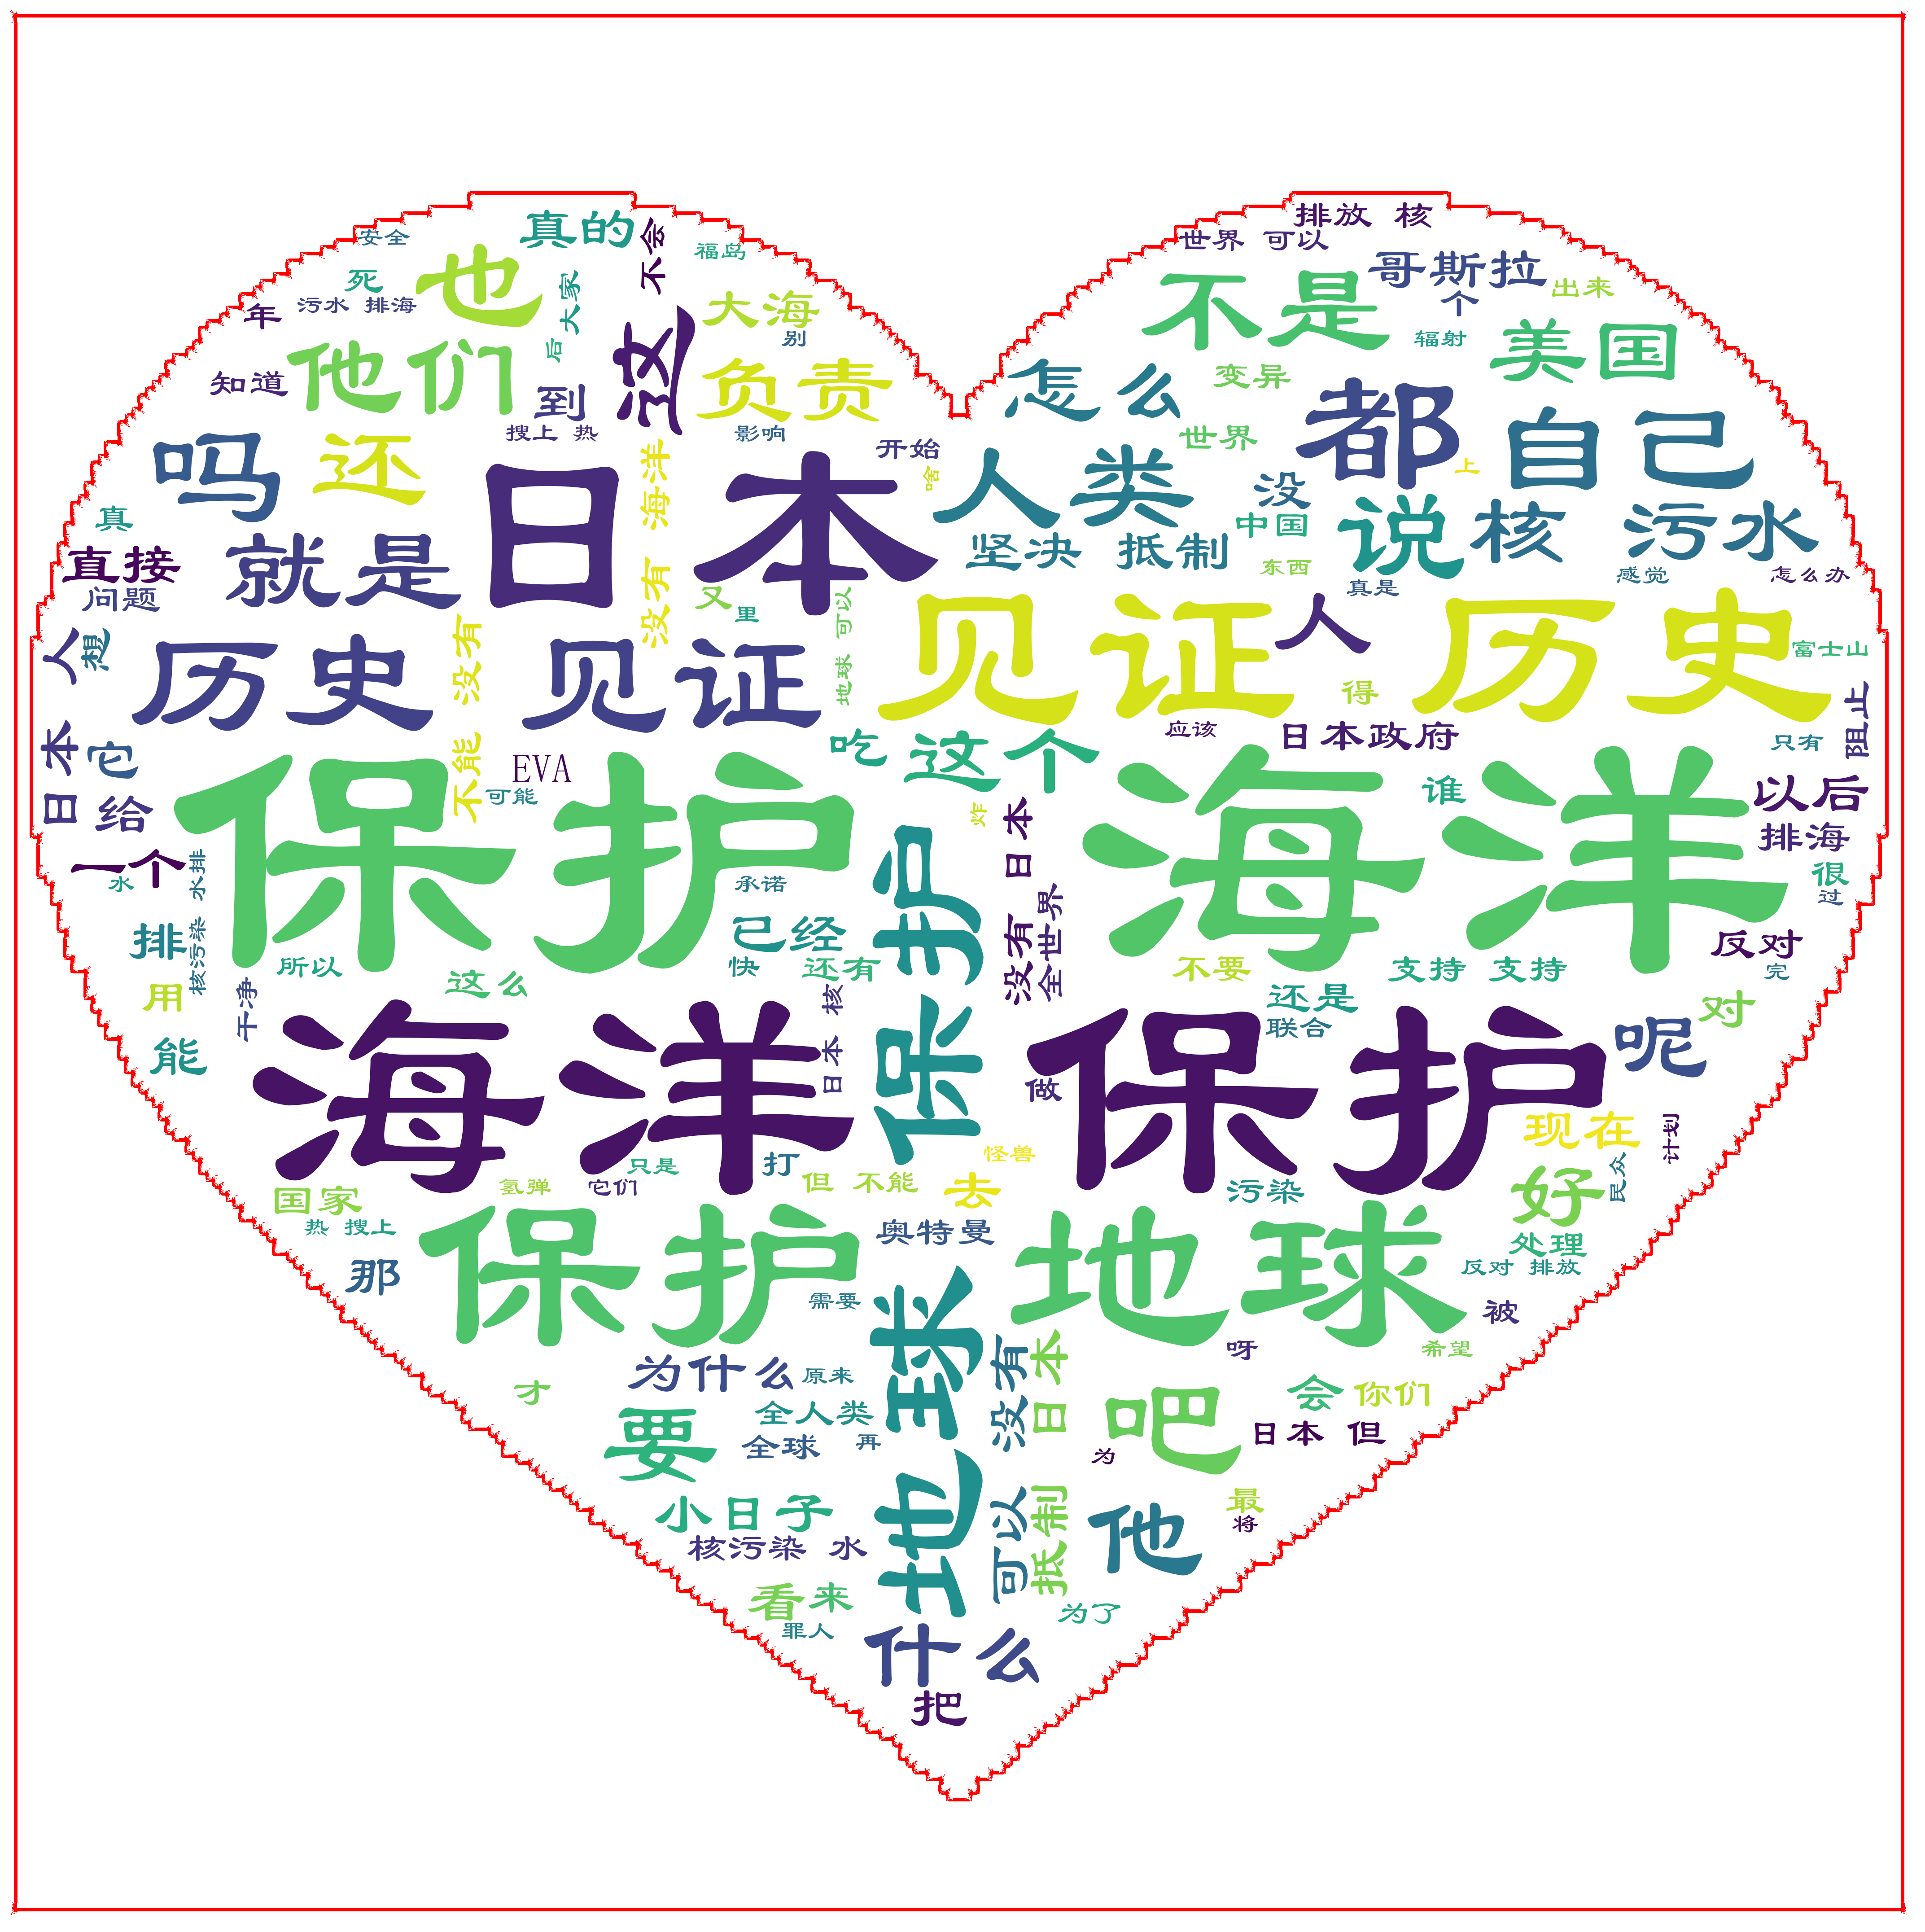 排放 核
真的
不会
世界 可以
安全
福岛
哥斯拉
也
死
大家
出来
不是
个
污水 排海
年
大海
别
辐射
美国
后
他们
这
知道
负责
怎么
变异
到
都
自己
搜上 热
影响
世界
吗
还
开始
人类
上
海洋
啥
没
日本
真
中国
说
核
污水
直接
就是
坚决 抵制
东西
真是
感觉
怎么办
问题
没有
又
里
可以
见证
人
历史
人
想
没有
富士山
历史 见证
地球
得
应该
日本政府
只有
阻止
日本
它
不能
EVA
可能
吃
这个
保护 海洋
谁
以后
给
炸
日本
排海
一个
水
水排
承诺
保护
很
过
全世界
没有
已经
排
核污染
反对
所以
快
还有
不要
支持 支持
完
这么
用
干净
核
还是
联合
对
能
海洋 保护
日本
保护
做
呢
现在
计划
只是
打
怪兽
民众
国家
氢弹
它们
但 不能
去
污染
好
热 搜上
奥特曼
处理
那
保护 地球
反对 排放
需要
地球
被
呀
希望
没有
日本
为什么
原来
才
会
你们
要
全人类
全球
再
吧
为
日本 但
小日子
可以
抵制
他
最
将
核污染 水
看来
为了
罪人
什么
把